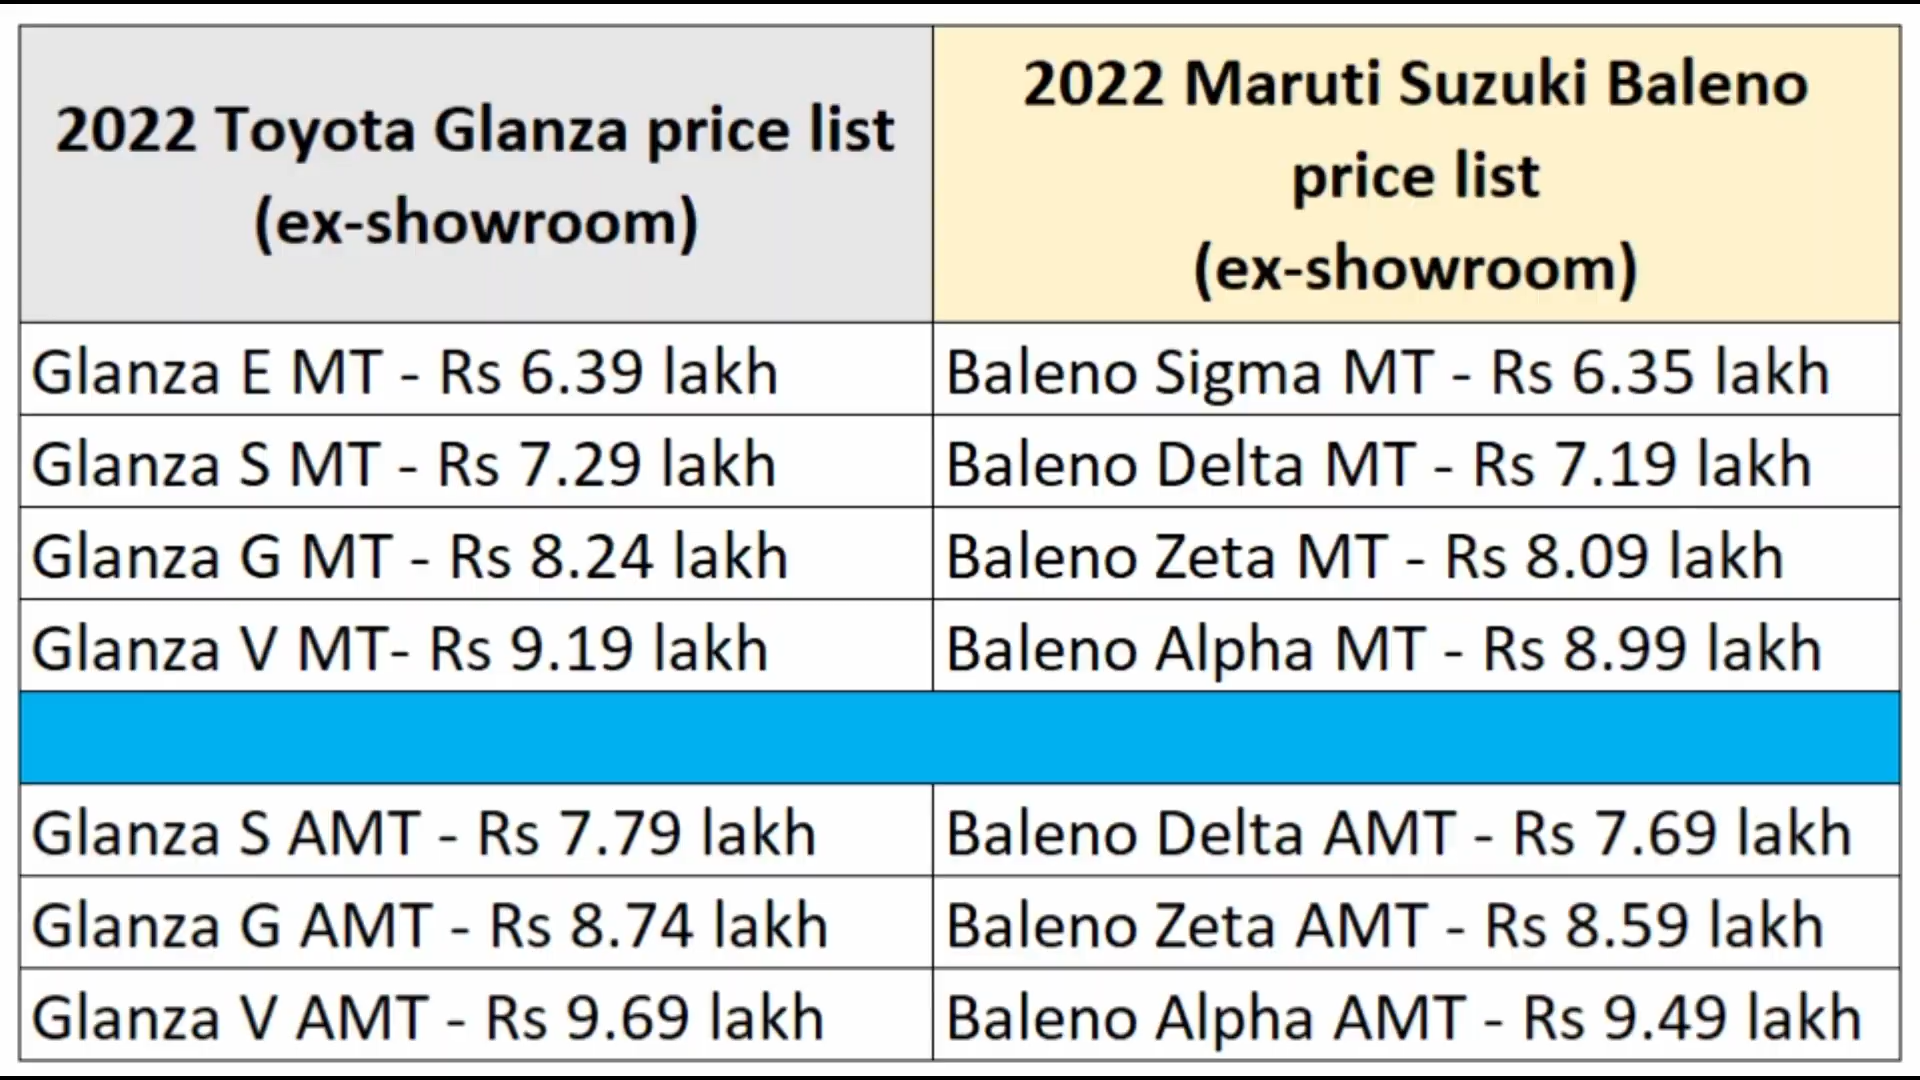 2022 Toyota Glanza price list
(ex-showroom)
2022 Maruti Suzuki Baleno
price list
(ex-showroom)
Glanza E MT - Rs 6.39 lakh
Baleno Sigma MT - Rs 6.35 lakh
Glanza S MT - Rs 7.29 lakh
Baleno Delta MT - Rs 7.19 lakh
Glanza G MT - Rs 8.24 lakh
Baleno Zeta MT - Rs 8.09 lakh
Glanza V MT- Rs 9.19 lakh
Baleno Alpha MT - Rs 8.99 lakh
Glanza S AMT - Rs 7.79 lakh
Baleno Delta AMT - Rs 7.69 lakh
Glanza G AMT - Rs 8.74 lakh
Baleno Zeta AMT - Rs 8.59 lakh
Glanza V AMT - Rs 9.69 lakh
Baleno Alpha AMT - Rs 9.49 lakh